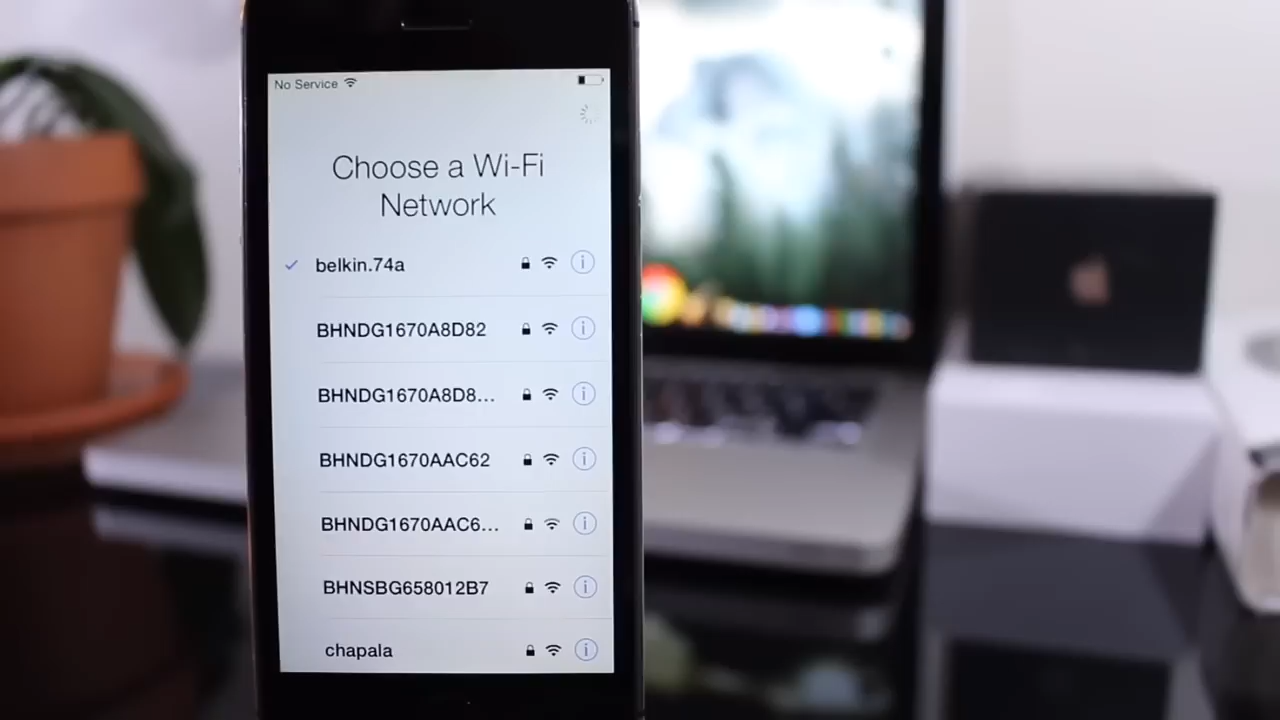 No Service
Choose a Wi-Fi
Network
belkin.74a
BHNDG1670A8D82
BHNDG1670A8D8...
BHNDG1670AAC62
BHNDG1670AAC6...
BHNSBG658012B7
chapala